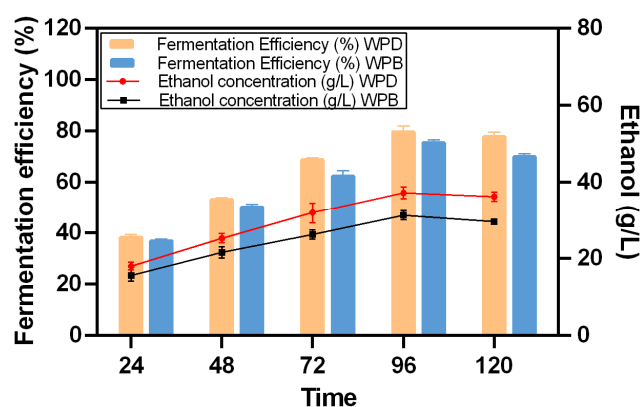 Fermentation efficiency (%)
120
100
80
60
40
20
0
Fermentation Efficiency (%) WPD
Fermentation Efficiency (%) WPB
Ethanol concentration (g/L) WPD
Ethanol concentration (g/L) WPB
80
60
40
20
0
Ethanol (g/L)
24 48 72 96 120
Time